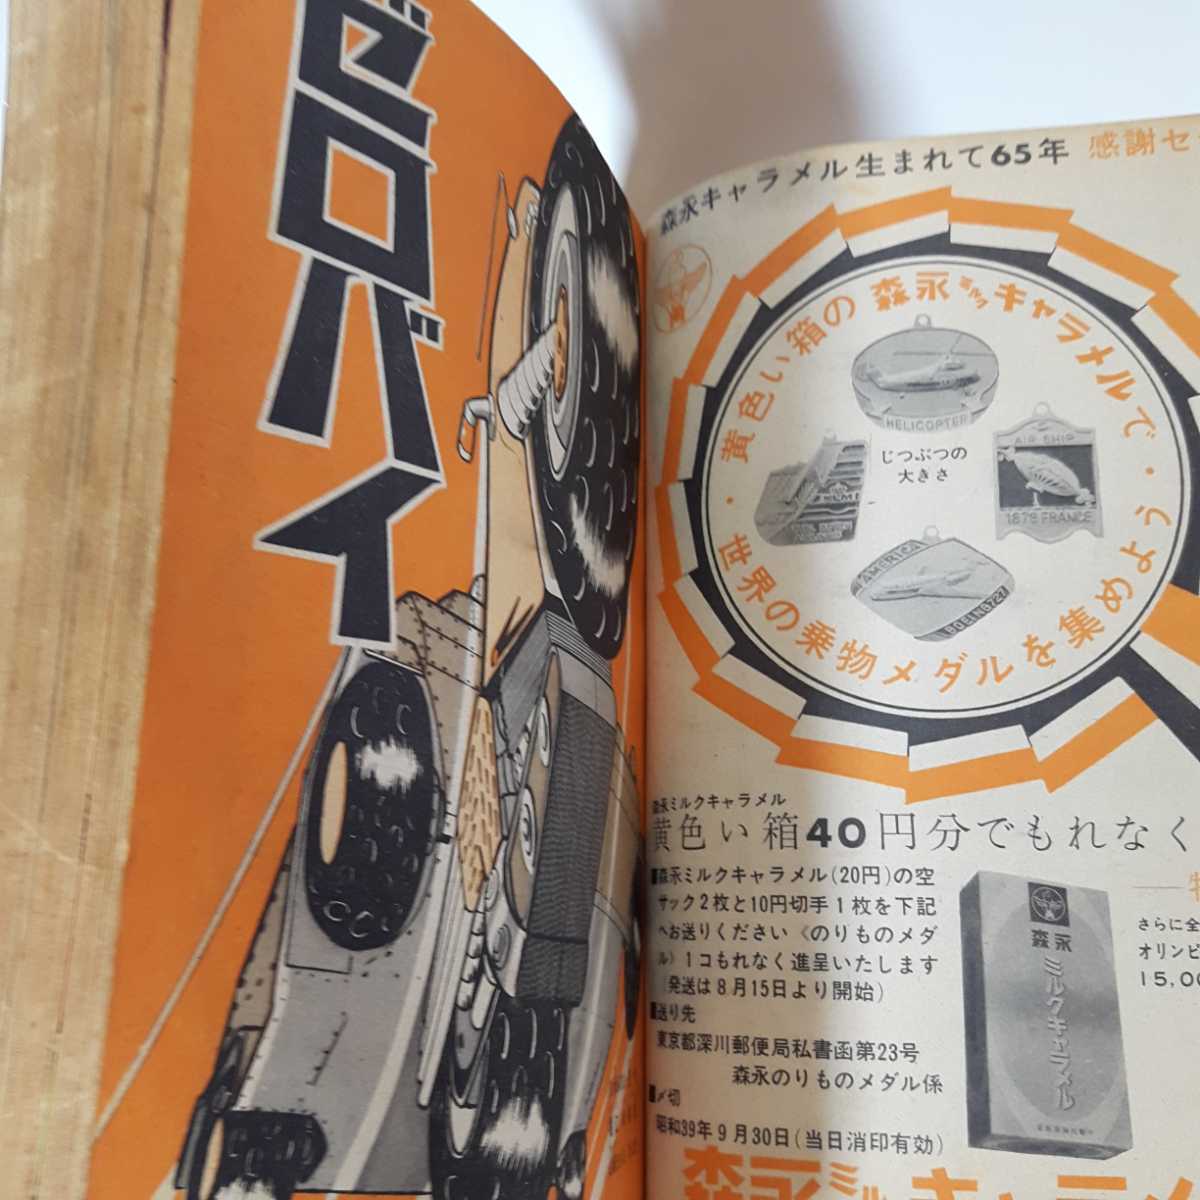 ゼロバイ
森永キャラメル生まれて65年 感謝セ
黄色い箱の森永ミルクキャラメルで
世界の乗物メダルを集めよう
HELICOPTER
じつぶつの
大きさ
AIR SHIP
1878 FRANCE
AMERICA
BOEING727
森永ミルクキャラメル
黄色い箱40円分でもれなく
■森永ミルクキャラメル(20円)の空
サック2枚と10円切手1枚を下記
へお送りください《のりものメダ
ル》1コもれなく進呈いたします
(発送は8月15日より開始)
■送り先
東京都深川郵便局私書函第23号
森永のりものメダル係
■〆切
昭和39年9月30日(当日消印有効)
さらに全
オリンピ
15,00
森永
ミルクキャラメル
森永ミルクキャラメ